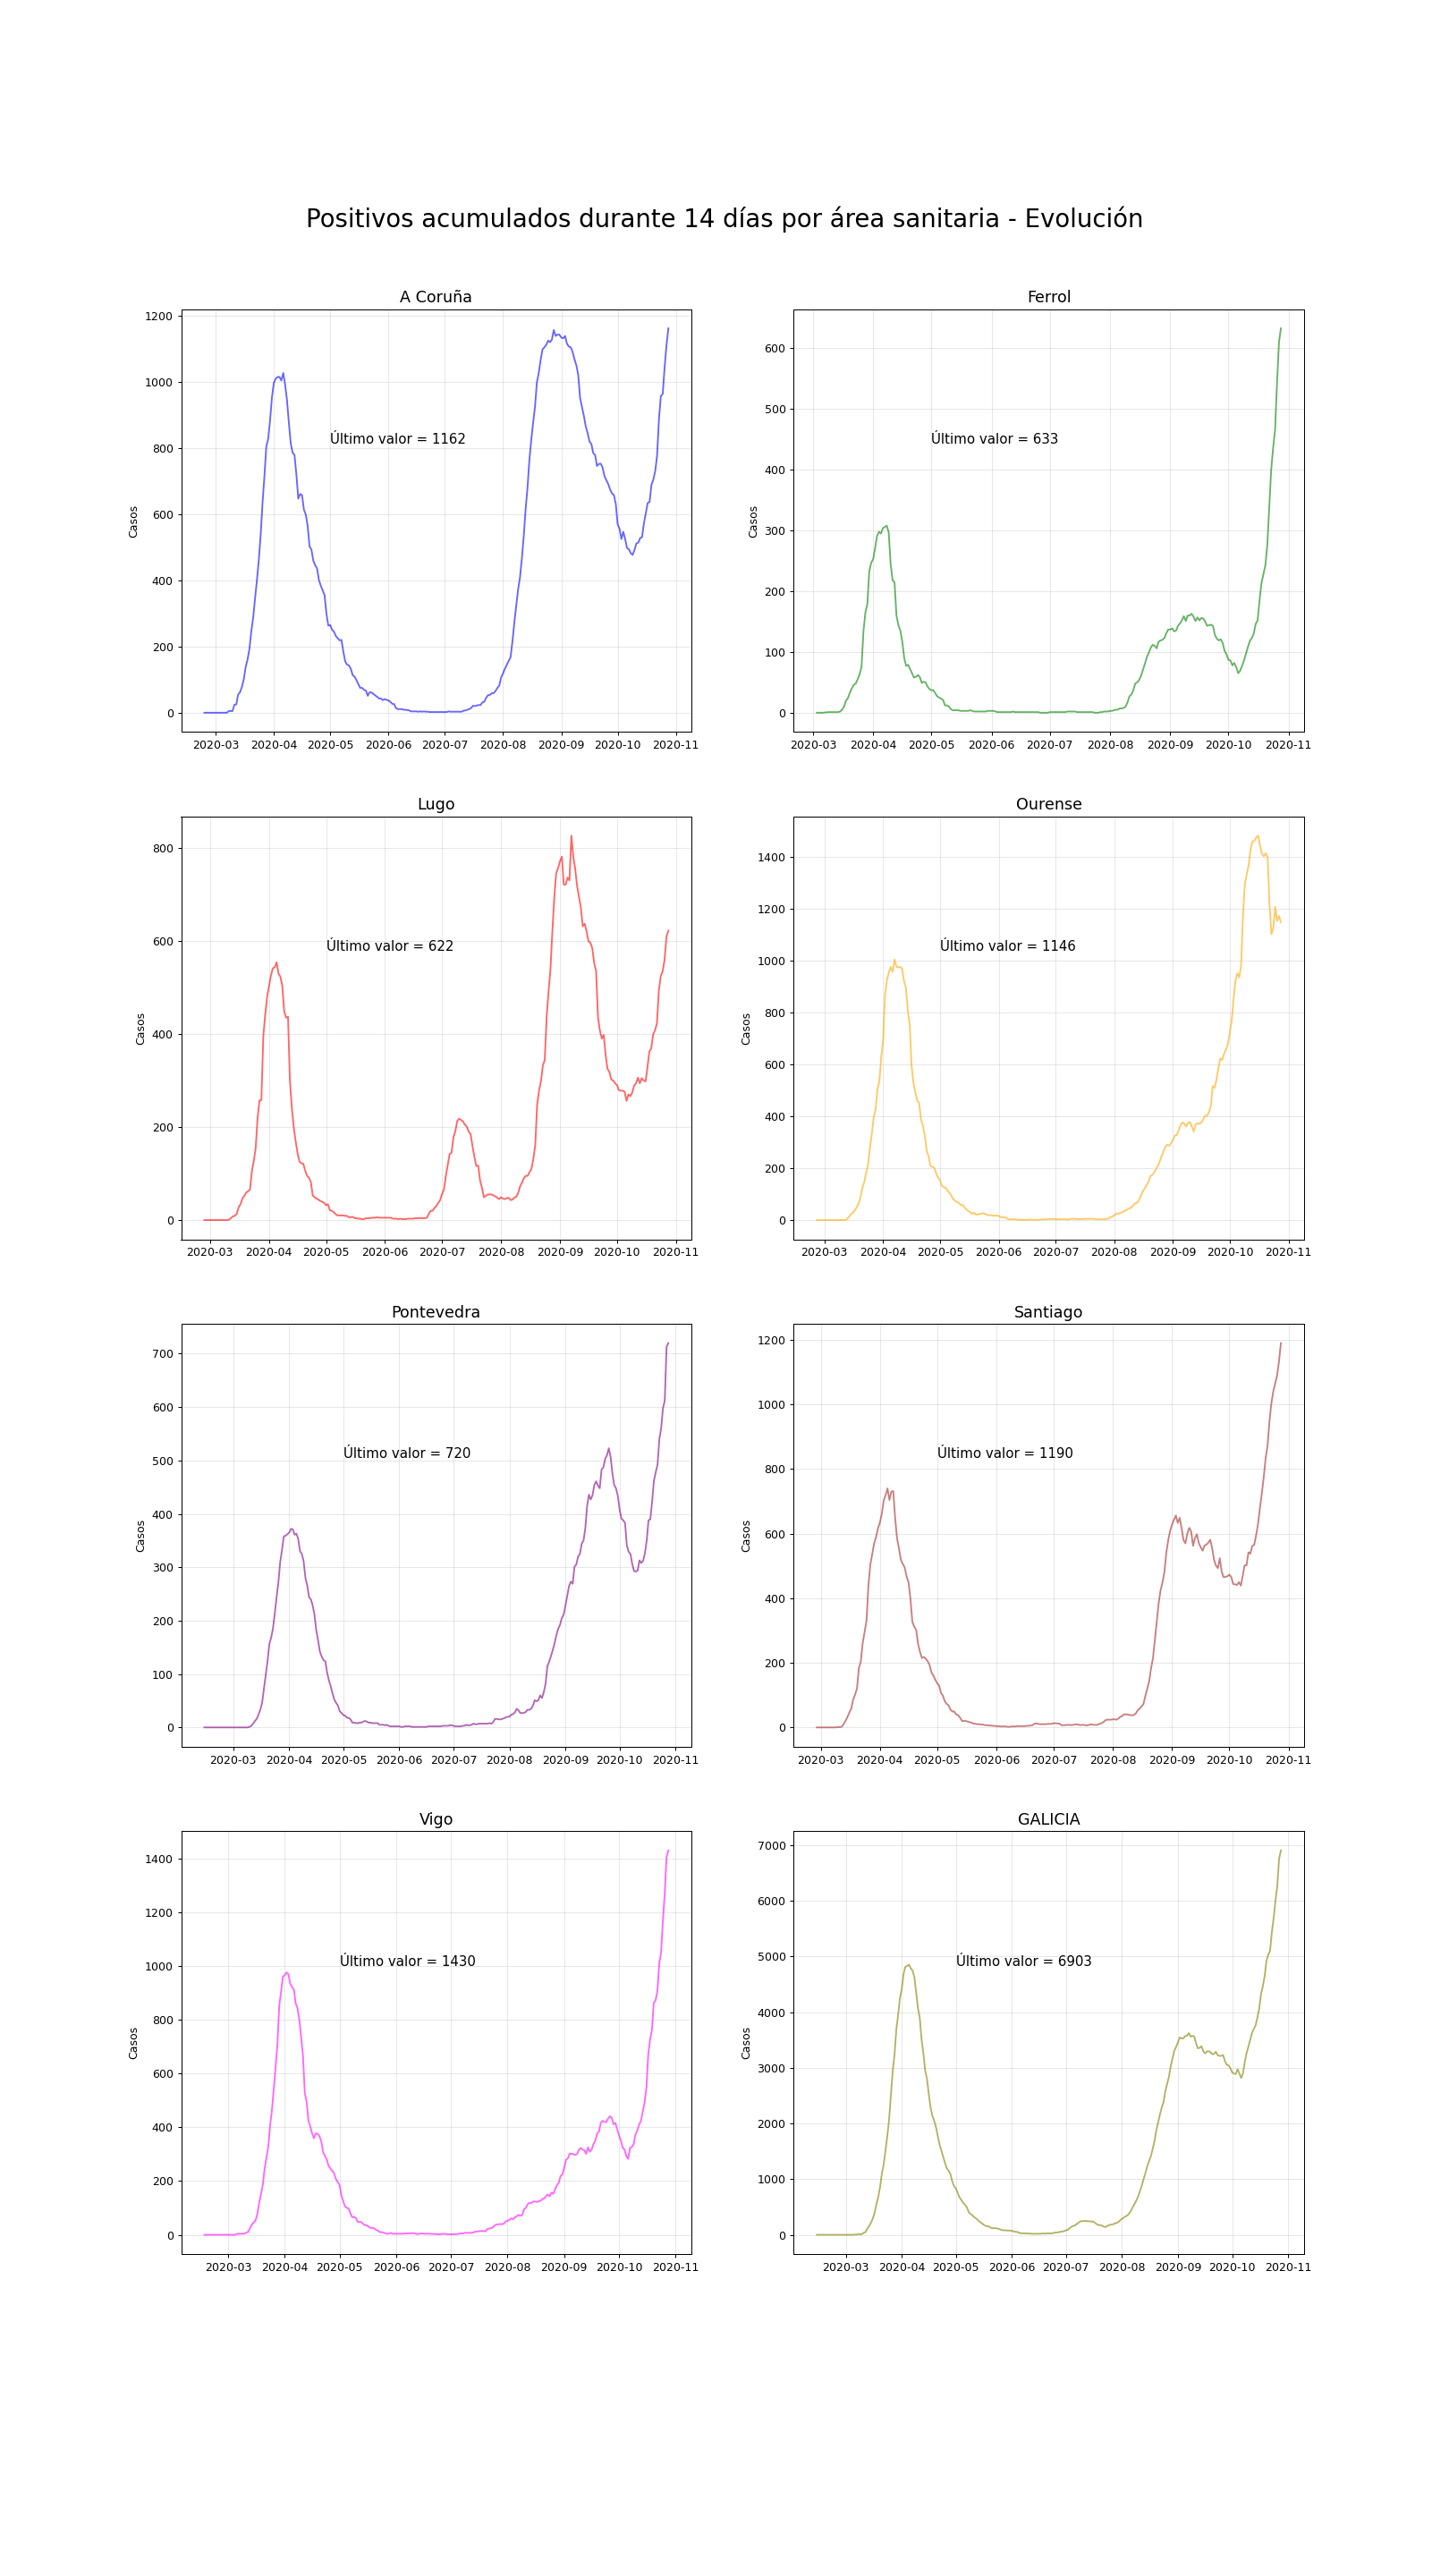 Positivos acumulados durante 14 días por área sanitaria - Evolución
A Coruña
1200
1000
800
600
400
200
0
Casos
Último valor = 1162
2020-03 2020-04 2020-05 2020-06 2020-07 2020-08 2020-09 2020-10 2020-11
Ferrol
600
500
400
300
200
100
0
Casos
Último valor = 633
2020-03 2020-04 2020-05 2020-06 2020-07 2020-08 2020-09 2020-10 2020-11
Lugo
800
600
400
200
0
Casos
Último valor = 622
2020-03 2020-04 2020-05 2020-06 2020-07 2020-08 2020-09 2020-10 2020-11
Ourense
1400
1200
1000
800
600
400
200
0
Casos
Último valor = 1146
2020-03 2020-04 2020-05 2020-06 2020-07 2020-08 2020-09 2020-10 2020-11
Pontevedra
700
600
500
400
300
200
100
0
Casos
Último valor = 720
2020-03 2020-04 2020-05 2020-06 2020-07 2020-08 2020-09 2020-10 2020-11
Santiago
1200
1000
800
600
400
200
0
Casos
Último valor = 1190
2020-03 2020-04 2020-05 2020-06 2020-07 2020-08 2020-09 2020-10 2020-11
Vigo
1400
1200
1000
800
600
400
200
0
Casos
Último valor = 1430
2020-03 2020-04 2020-05 2020-06 2020-07 2020-08 2020-09 2020-10 2020-11
GALICIA
7000
6000
5000
4000
3000
2000
1000
0
Casos
Último valor = 6903
2020-03 2020-04 2020-05 2020-06 2020-07 2020-08 2020-09 2020-10 2020-11